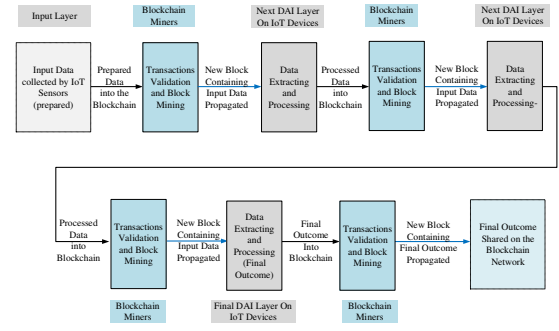 Input Layer
Blockchain
Miners
Next DAI Layer
On IoT Devices
Blockchain
Miners
Next DAI Layer
On IoT Devices
Input Data
collected by IoT
Sensors
(prepared)
Prepared
Data
into the
Blockchain
Transactions
Validation
and Block
Mining
New Block
Containing
Input Data
Propagated
Data
Extracting
and
Processing
Processed
Data
into
Blockchain
Transactions
Validation
and Block
Mining
New Block
Containing
Input Data
Propagated
Data
Extracting
and
Processing-
Processed
Data
into
Blockchain
Transactions
Validation
and Block
Mining
New Block
Containing
Input Data
Propagated
Data
Extracting
and
Processing
(Final
Outcome)
Final
Outcome
Into
Blockchain
Transactions
Validation
and Block
Mining
New Block
Containing
Final Outcome
Propagated
Final Outcome
Shared on the
Blockchain
Network
Blockchain
Miners
Final DAI Layer On
IoT Devices
Blockchain
Miners